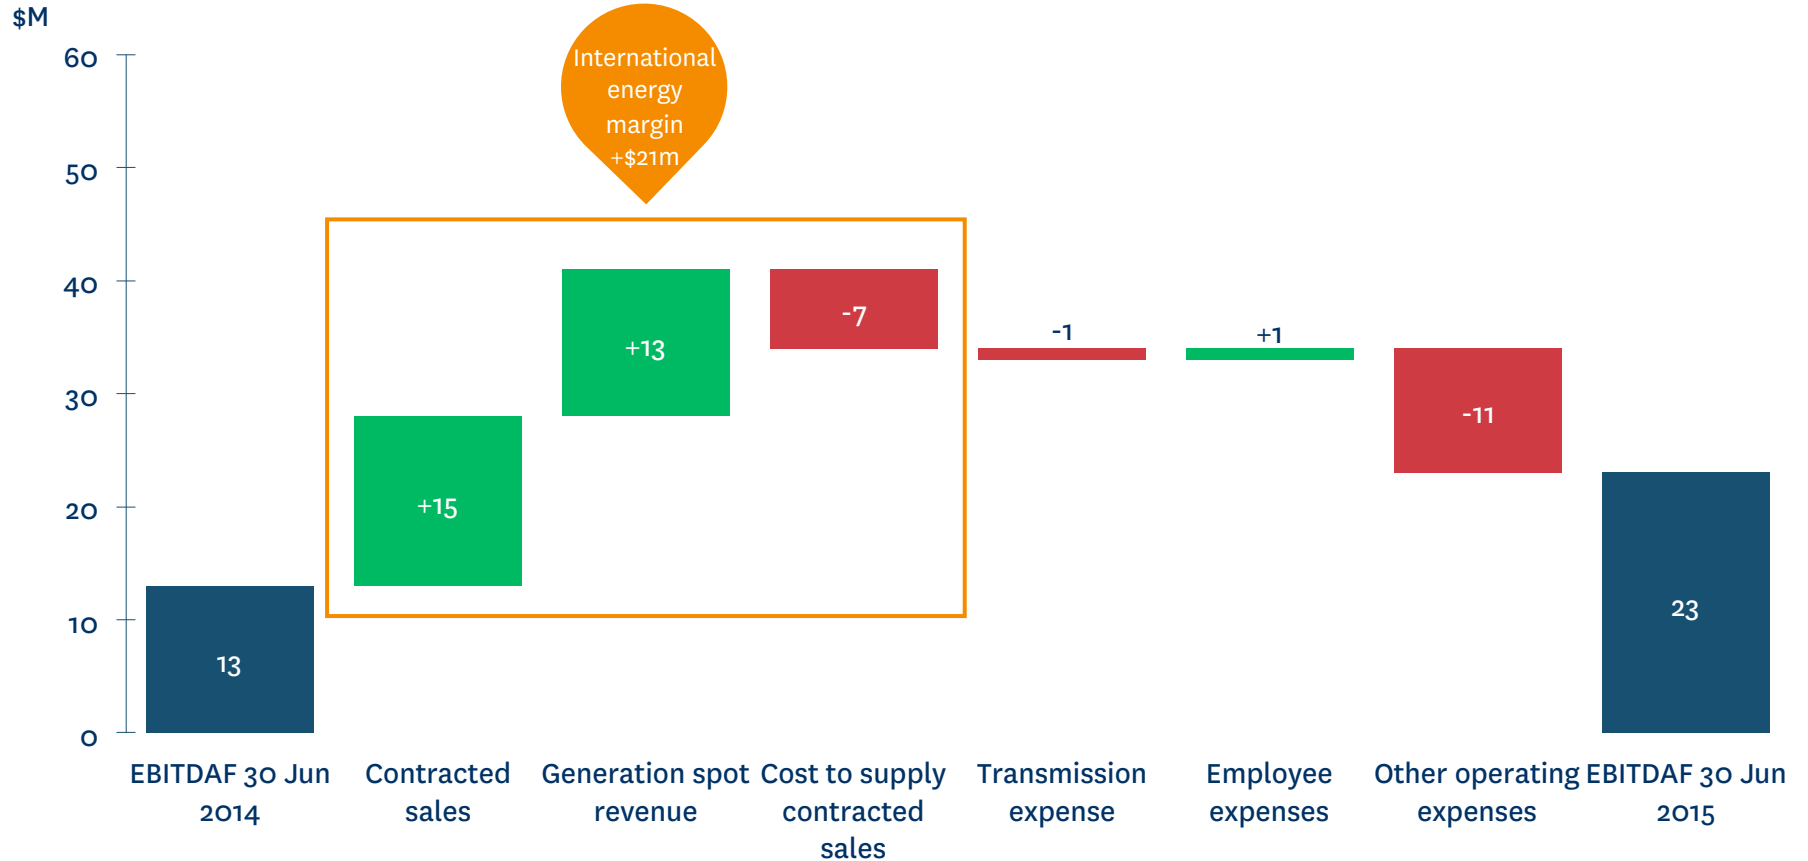 $M
60
50
40
30
20
10
0
International
energy
margin
+$21m
13
+15
+13
-7
-1
+1
-11
23
EBITDAF 30 Jun
2014
Contracted
sales
Generation spot
revenue
Cost to supply
contracted
sales
Transmission
expense
Employee
expenses
Other operating
expenses
EBITDAF 30 Jun
2015